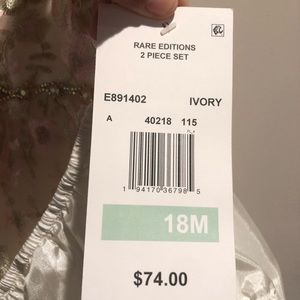 RARE EDITIONS
2 PIECE SET
E891402 IVORY
A 40218 115
1 94170 36798 5
18M
$74.00